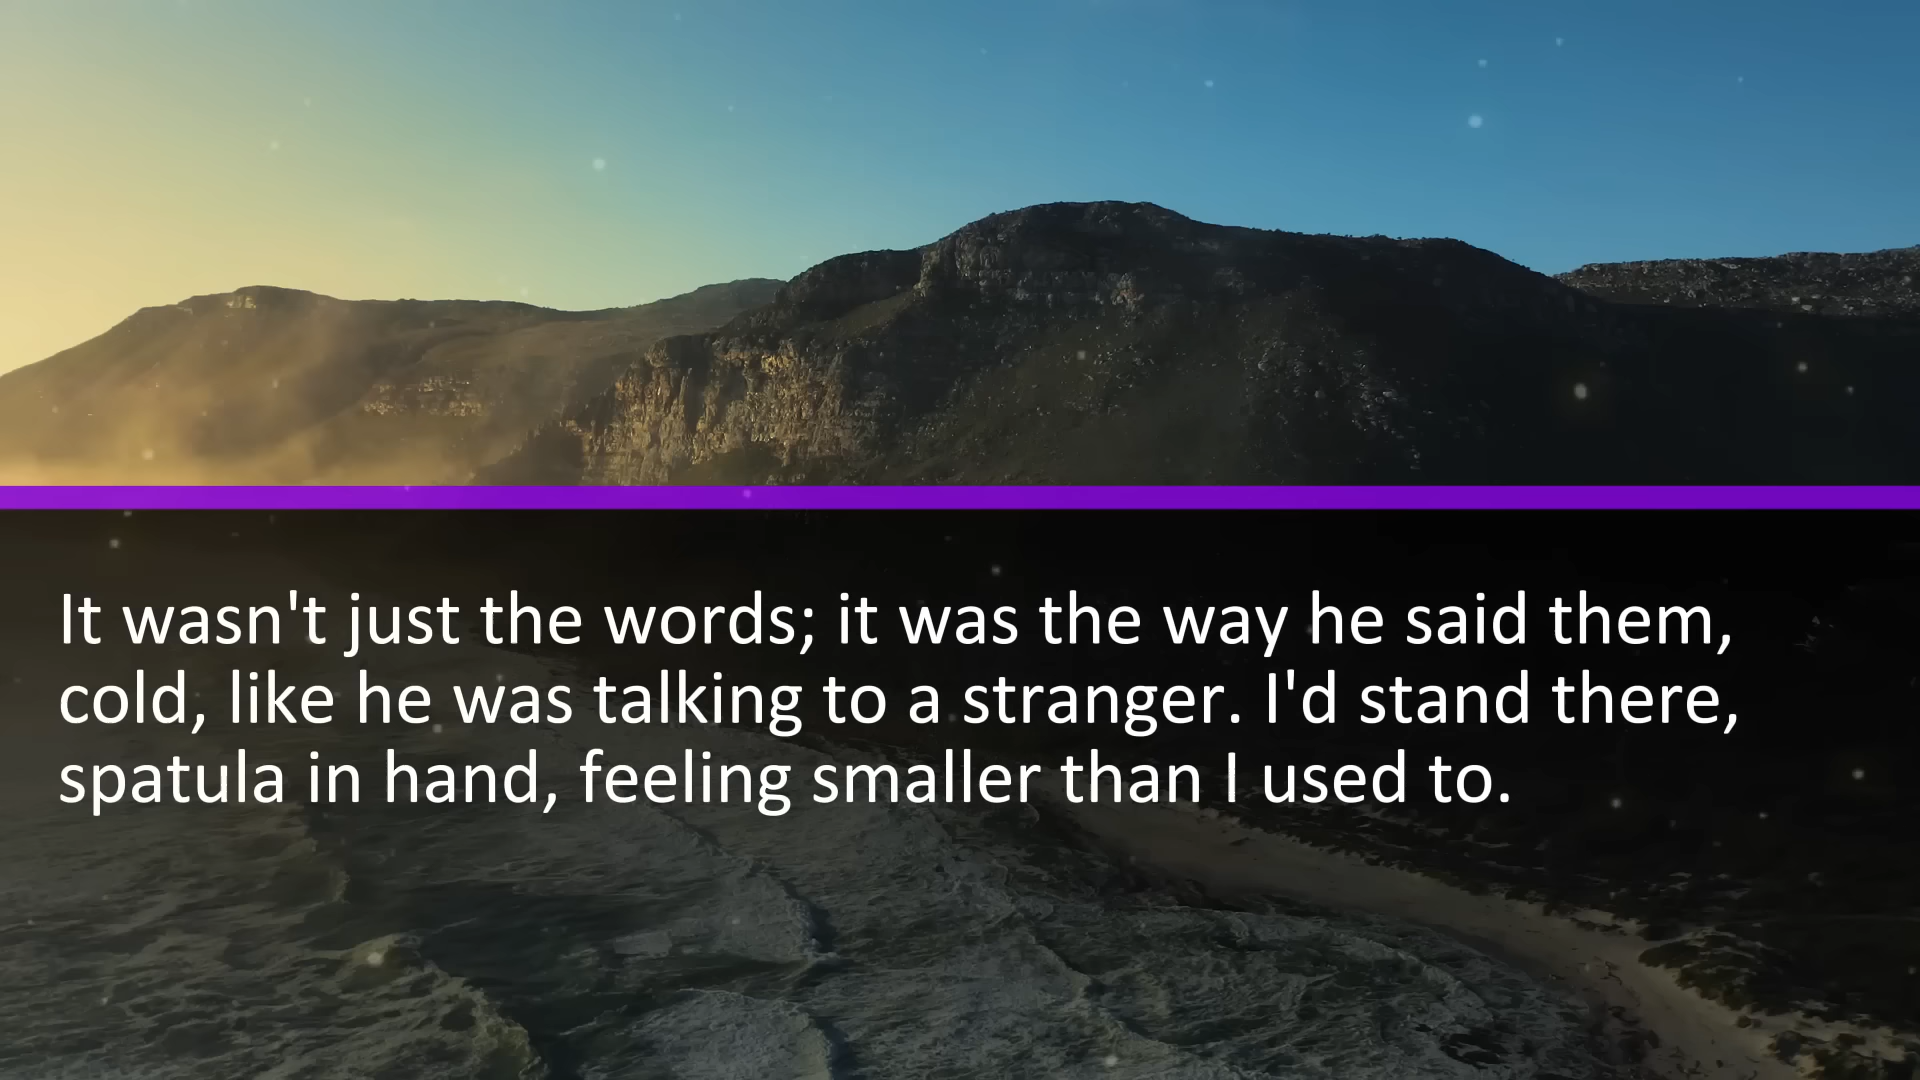 It wasn't just the words; it was the way he said them,
cold, like he was talking to a stranger. I'd stand there,
spatula in hand, feeling smaller than I used to.